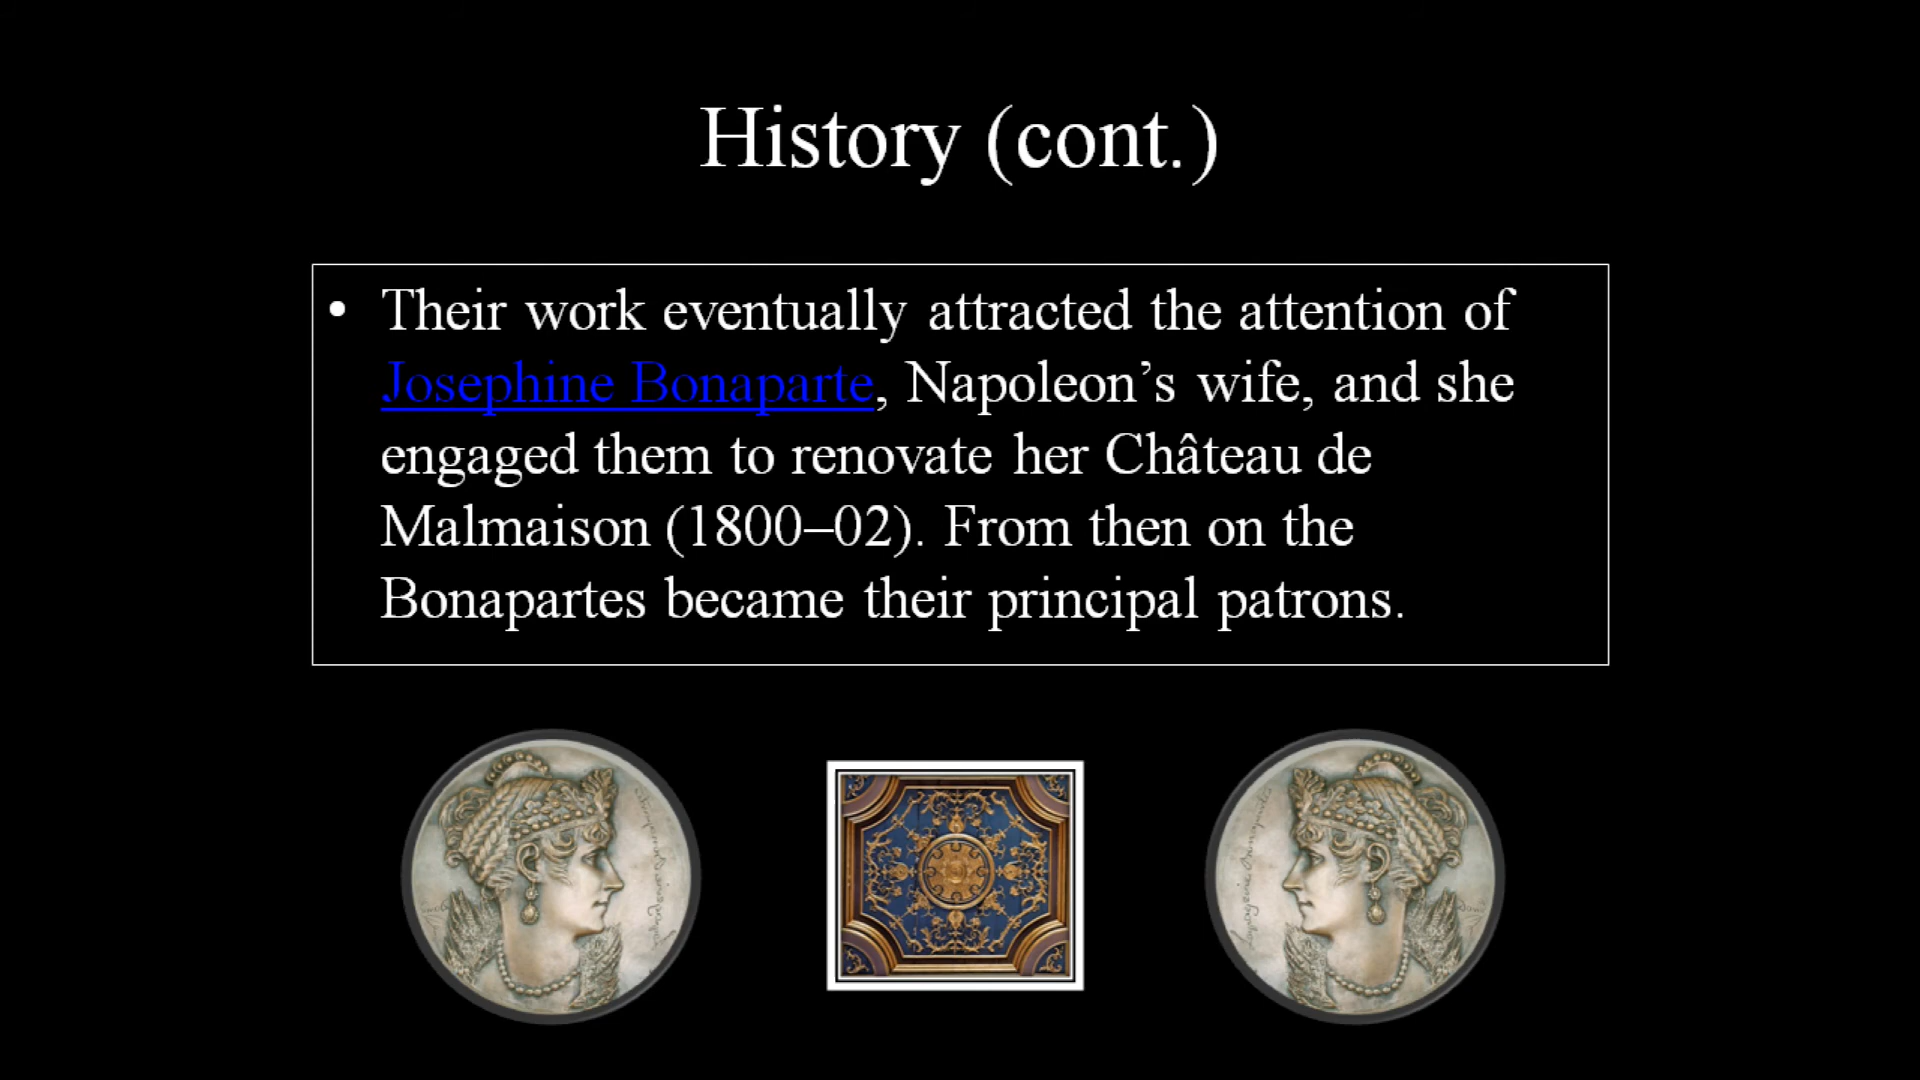 History (cont.)
• Their work eventually attracted the attention of
Josephine Bonaparte, Napoleon’s wife, and she
engaged them to renovate her Château de
Malmaison (1800–02). From then on the
Bonapartes became their principal patrons.